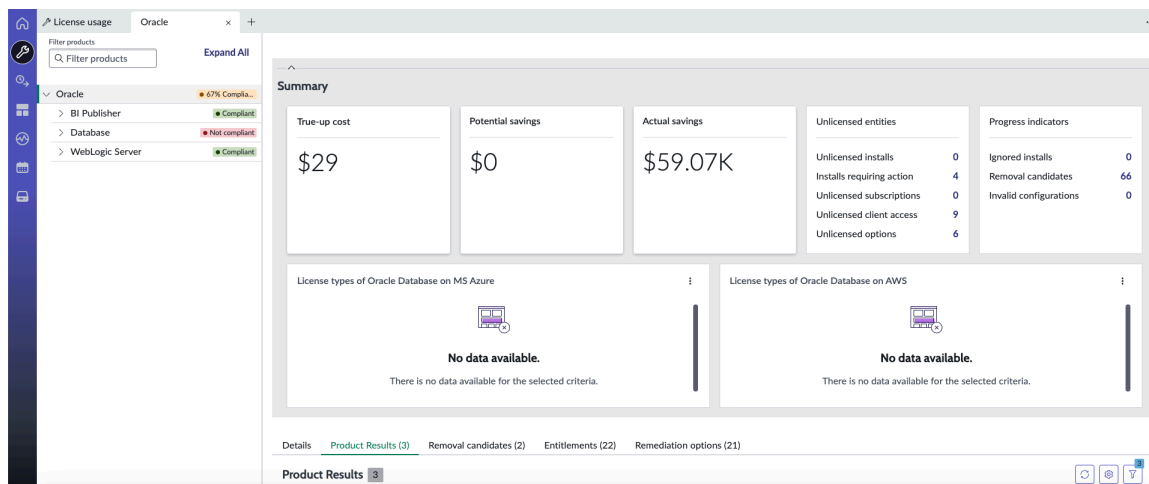 License usage
Oracle
Filter products
Filter products
Expand All
Oracle
67% Complia...
BI Publisher
Compliant
Database
Not compliant
WebLogic Server
Compliant
Summary
True-up cost
$29
Potential savings
$0
Actual savings
$59.07K
Unlicensed entities
Unlicensed installs 0
Installs requiring action 4
Unlicensed subscriptions 0
Unlicensed client access 9
Unlicensed options 6
Progress indicators
Ignored installs 0
Removal candidates 66
Invalid configurations 0
License types of Oracle Database on MS Azure
No data available.
There is no data available for the selected criteria.
License types of Oracle Database on AWS
No data available.
There is no data available for the selected criteria.
Details Product Results (3) Removal candidates (2) Entitlements (22) Remediation options (21)
Product Results 3
3